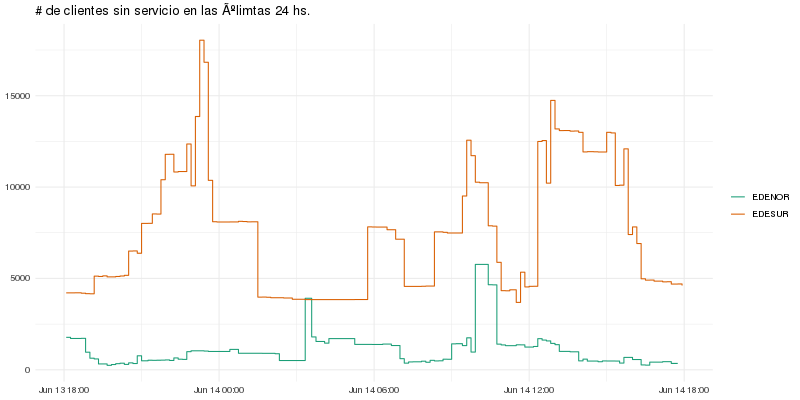 # de clientes sin servicio en las Ãºlimtas 24 hs.
15000
10000
5000
0
Jun 13 18:00
Jun 14 00:00
Jun 14 06:00
Jun 14 12:00
Jun 14 18:00
EDENOR
EDESUR